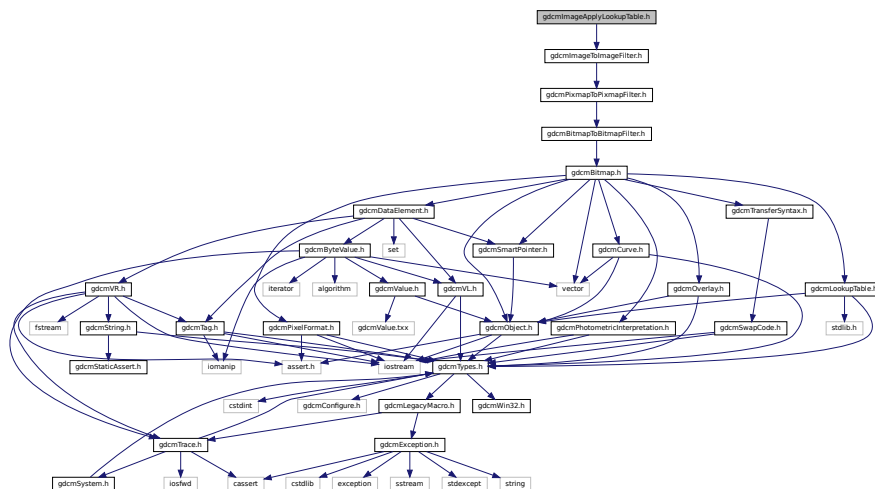 gdcmImageApplyLookupTable.h
gdcmImageToImageFilter.h
gdcmPixmapToPixmapFilter.h
gdcmBitmapToBitmapFilter.h
gdcmBitmap.h
gdcmDataElement.h
gdcmTransferSyntax.h
gdcmByteValue.h
set
gdcmSmartPointer.h
gdcmCurve.h
gdcmVR.h
iterator
algorithm
gdcmValue.h
gdcmVL.h
vector
gdcmOverlay.h
gdcmLookupTable.h
fstream
gdcmString.h
gdcmTag.h
gdcmPixelFormat.h
gdcmValue.txx
gdcmObject.h
gdcmPhotometricInterpretation.h
gdcmSwapCode.h
stdlib.h
gdcmStaticAssert.h
iomanip
assert.h
iostream
gdcmTypes.h
cstdint
gdcmConfigure.h
gdcmLegacyMacro.h
gdcmWin32.h
gdcmTrace.h
gdcmException.h
gdcmSystem.h
iosfwd
cassert
cstdlib
exception
sstream
stdexcept
string